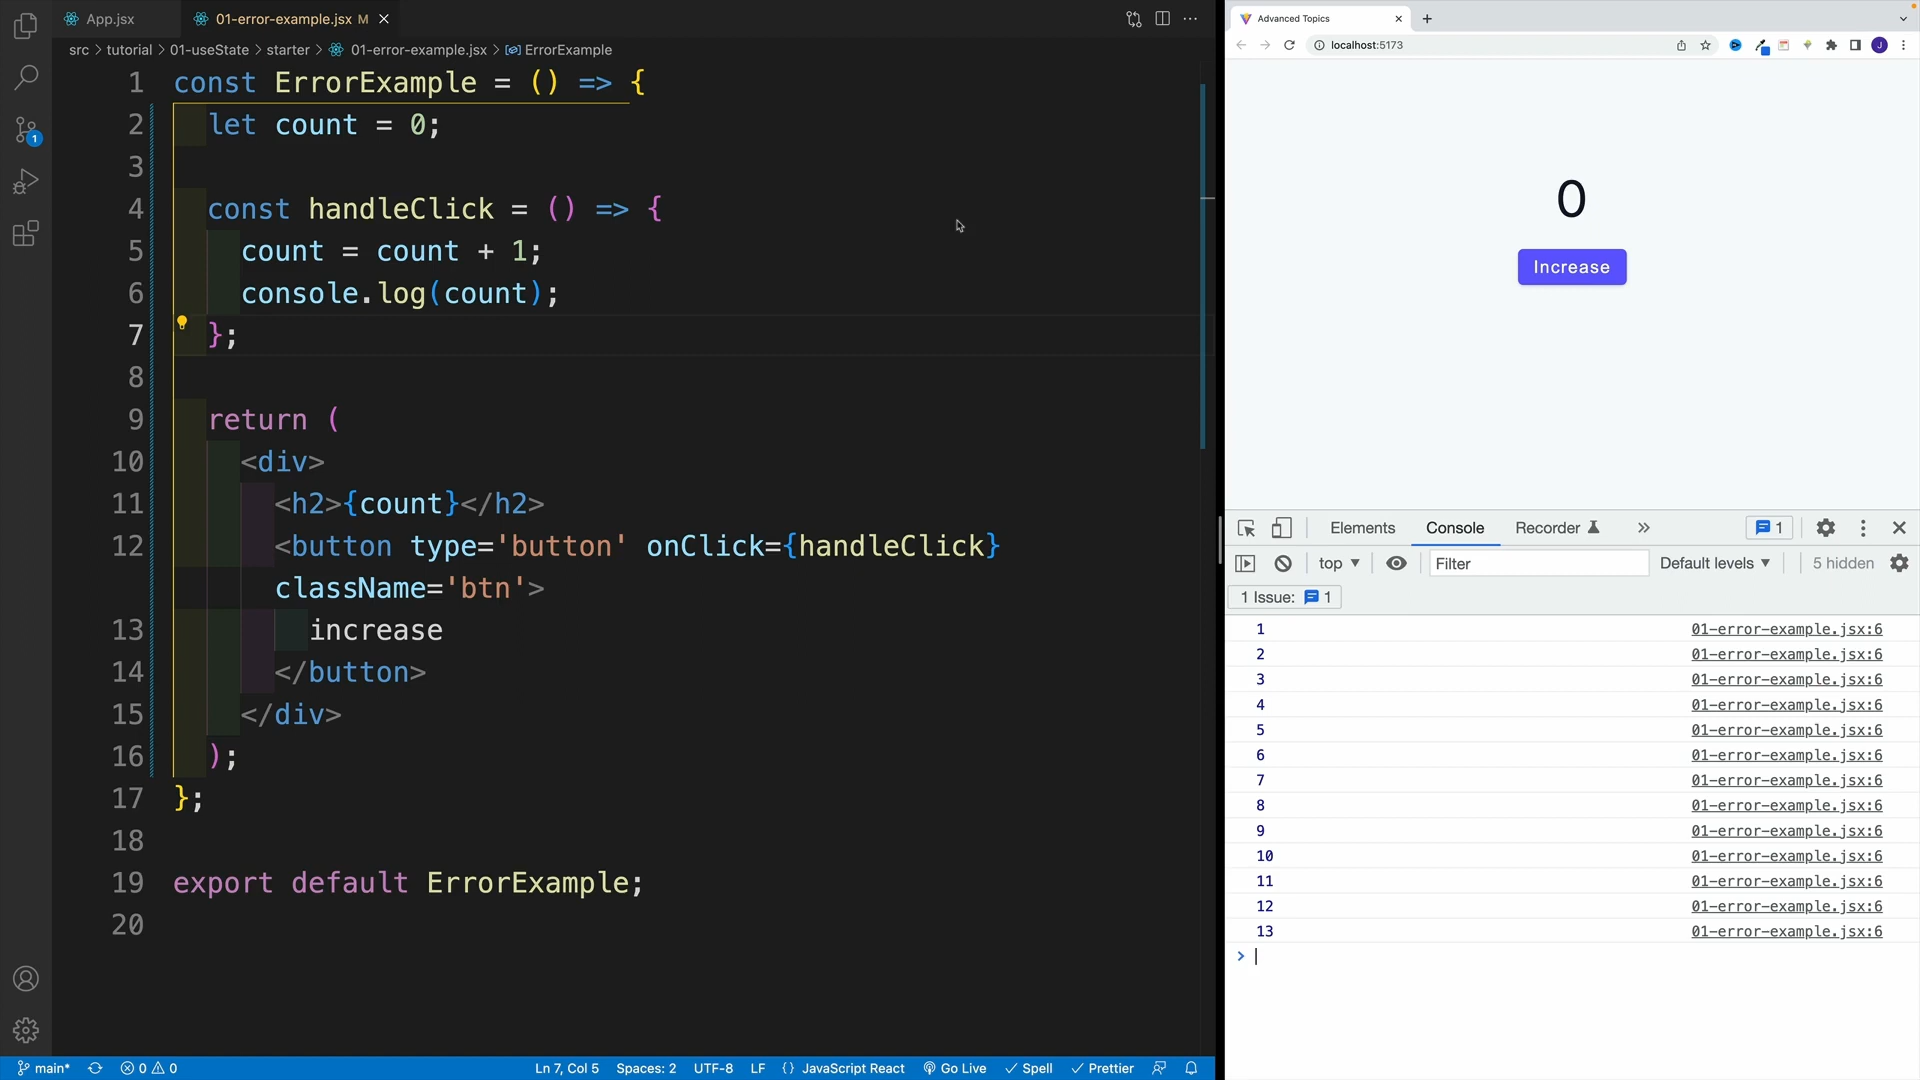 App.jsx
01-error-example.jsx M
src > tutorial > 01-useState > starter > 01-error-example.jsx > ErrorExample
1 const ErrorExample = () => {
2 let count = 0;
3
4 const handleClick = () => {
5 count = count + 1;
6 console.log(count);
7 };
8
9 return (
10 <div>
11 <h2>{count}</h2>
12 <button type='button' onClick={handleClick}
className='btn'>
13 increase
14 </button>
15 </div>
16 );
17 };
18
19 export default ErrorExample;
20
1
main* 0 0 Ln 7, Col 5 Spaces: 2 UTF-8 LF {} JavaScript React Go Live Spell Prettier
Advanced Topics
localhost:5173
J
0
Increase
Elements Console Recorder 1
top Filter Default levels 5 hidden
1 Issue: 1
1 01-error-example.jsx:6
2 01-error-example.jsx:6
3 01-error-example.jsx:6
4 01-error-example.jsx:6
5 01-error-example.jsx:6
6 01-error-example.jsx:6
7 01-error-example.jsx:6
8 01-error-example.jsx:6
9 01-error-example.jsx:6
10 01-error-example.jsx:6
11 01-error-example.jsx:6
12 01-error-example.jsx:6
13 01-error-example.jsx:6
>